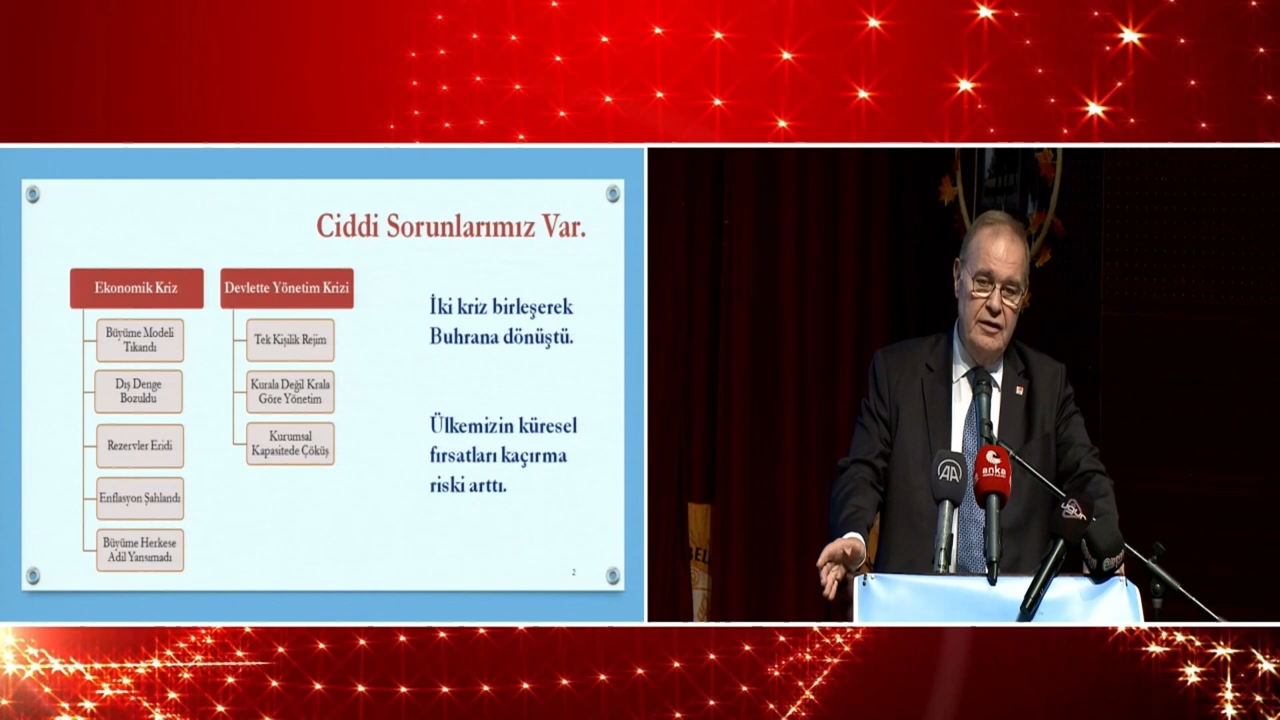 Ciddi Sorunlarımız Var.
Ekonomik Kriz
Büyüme Modeli
Tıkandı
Dış Denge
Bozuldu
Rezervler Eridi
Enflasyon Şahlandı
Büyüme Herkese
Adil Yansımadı
Devlette Yönetim Krizi
Tek Kişilik Rejim
Kurala Değil Krala
Göre Yönetim
Kurumsal
Kapasitede Çöküş
İki kriz birleşerek
Buhrana dönüştü.
Ülkemizin küresel
fırsatları kaçırma
riski arttı.
2
AA
anka
BEL